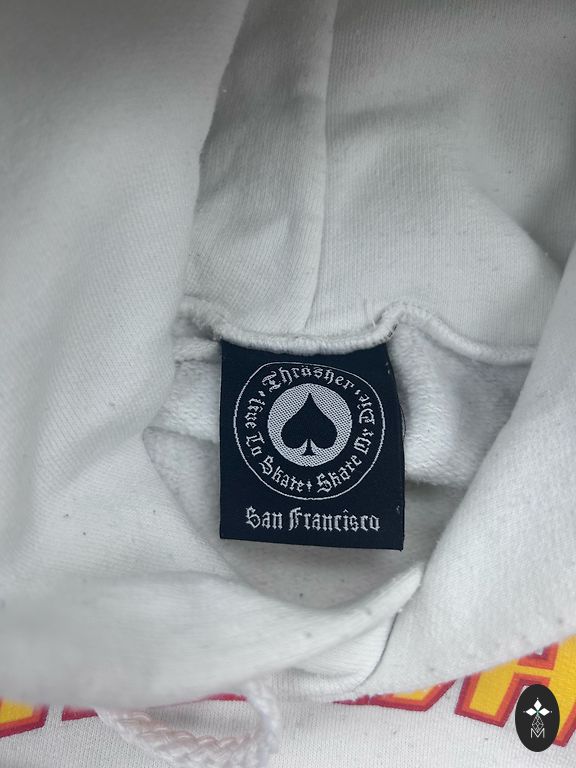 Thrasher
Live To Skate
Skate Or Die
San Francisco
M